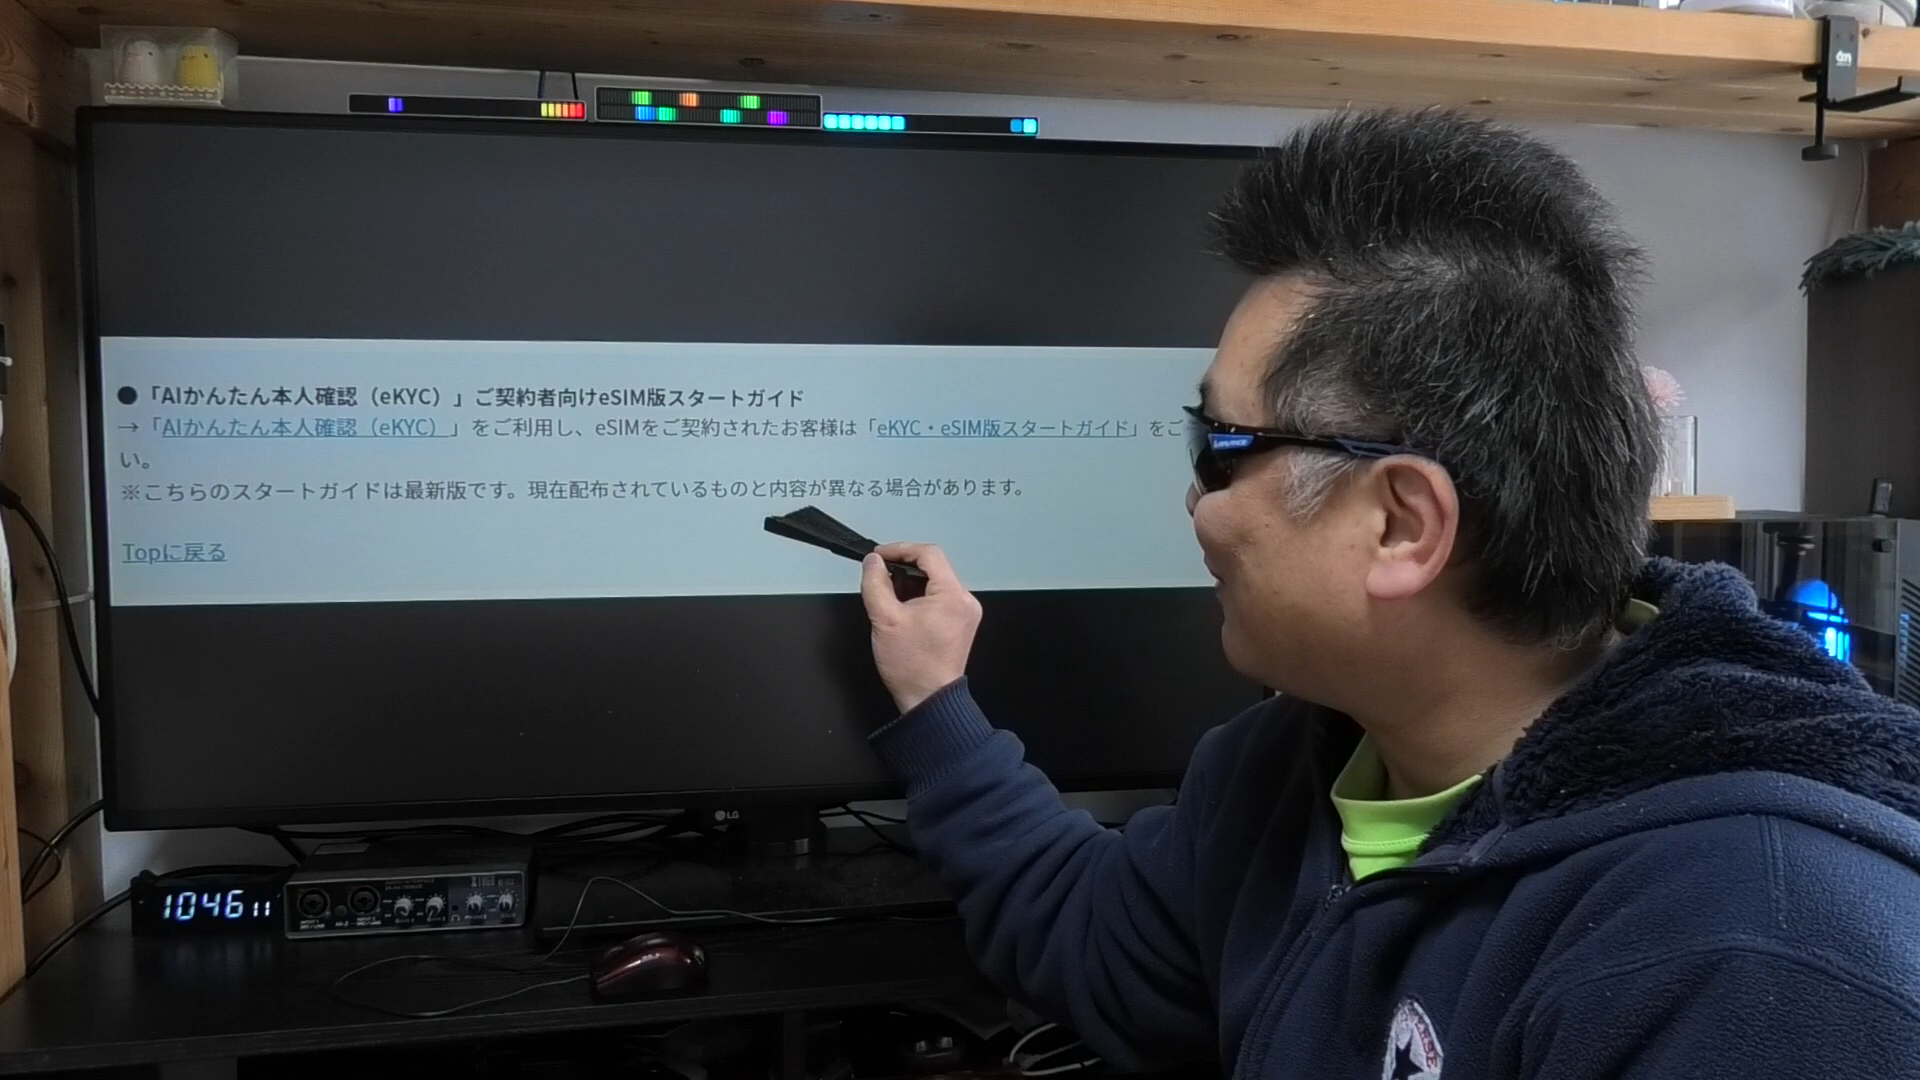 ●「AIかんたん本人確認（eKYC）」ご契約者向けeSIM版スタートガイド
→「AIかんたん本人確認（eKYC）」をご利用し、eSIMをご契約されたお客様は「eKYC・eSIM版スタートガイド」をご
い。
※こちらのスタートガイドは最新版です。現在配布されているものと内容が異なる場合があります。
Topに戻る
LG
1046 11